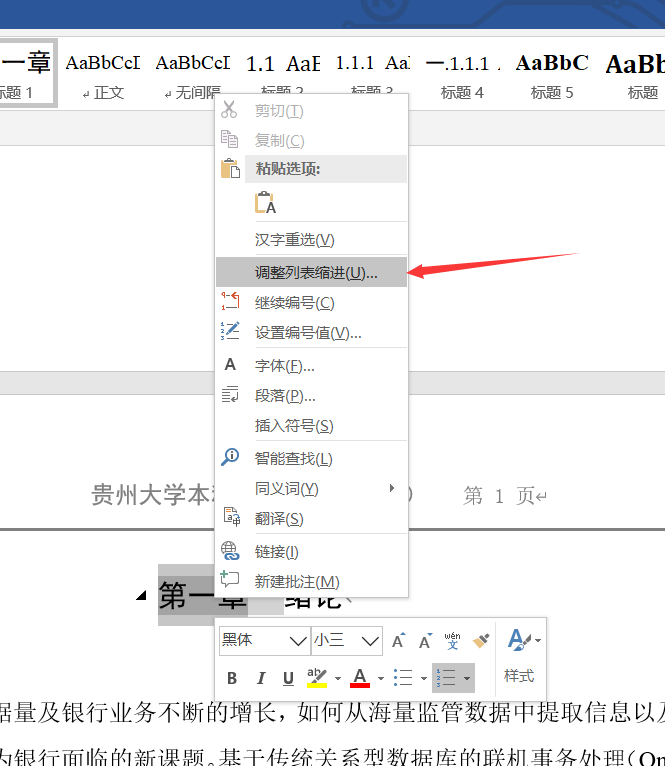 一章 AaBbCcI AaBbCcI 1.1 AaE 1.1.1 AaI 一.1.1.1 . AaBbC AaBb
标题 1 ↵ 正文 ↵ 无间隔 标题 2 标题 3 标题 4 标题 5 标题
剪切(T)
复制(C)
粘贴选项:
A
汉字重选(V)
调整列表缩进(U)...
继续编号(C)
设置编号值(V)...
字体(F)...
段落(P)...
插入符号(S)
智能查找(L)
同义词(Y)
翻译(S)
链接(I)
新建批注(M)
贵州大学本 ) 第 1 页↵
第一章 绪论
黑体 小三 A A wén 文 A
B I U ab A 样式
据量及银行业务不断的增长，如何从海量监管数据中提取信息以及
为银行面临的新课题。基于传统关系型数据库的联机事务处理（On